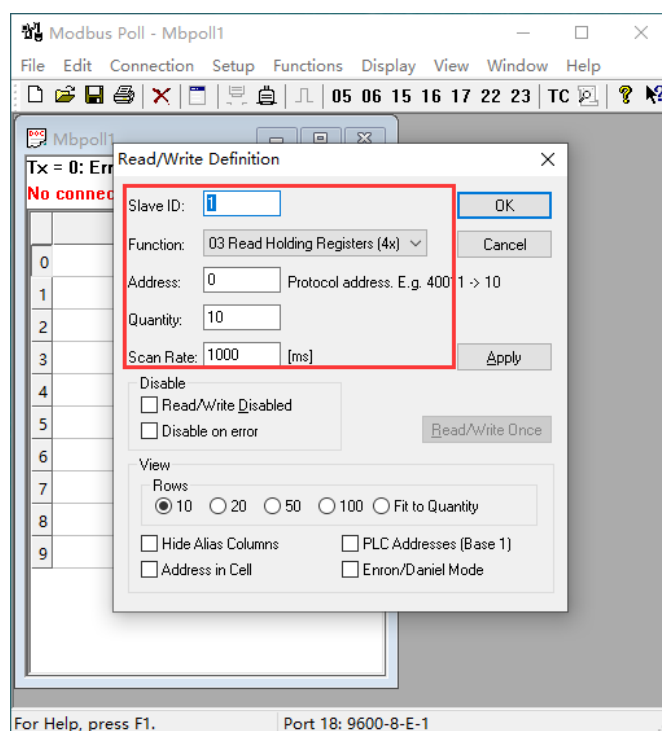 Modbus Poll - Mbpoll1
File Edit Connection Setup Functions Display View Window Help
05 06 15 16 17 22 23 TC
Mbpoll1
Tx = 0: Err
No connec
Read/Write Definition
Slave ID: 1
OK
Function: 03 Read Holding Registers (4x)
Cancel
Address: 0 Protocol address. E.g. 40011 -> 10
Quantity: 10
Scan Rate: 1000 [ms]
Apply
Disable
Read/Write Disabled
Disable on error
Read/Write Once
View
Rows
10 20 50 100 Fit to Quantity
Hide Alias Columns PLC Addresses (Base 1)
Address in Cell Enron/Daniel Mode
0
1
2
3
4
5
6
7
8
9
For Help, press F1. Port 18: 9600-8-E-1